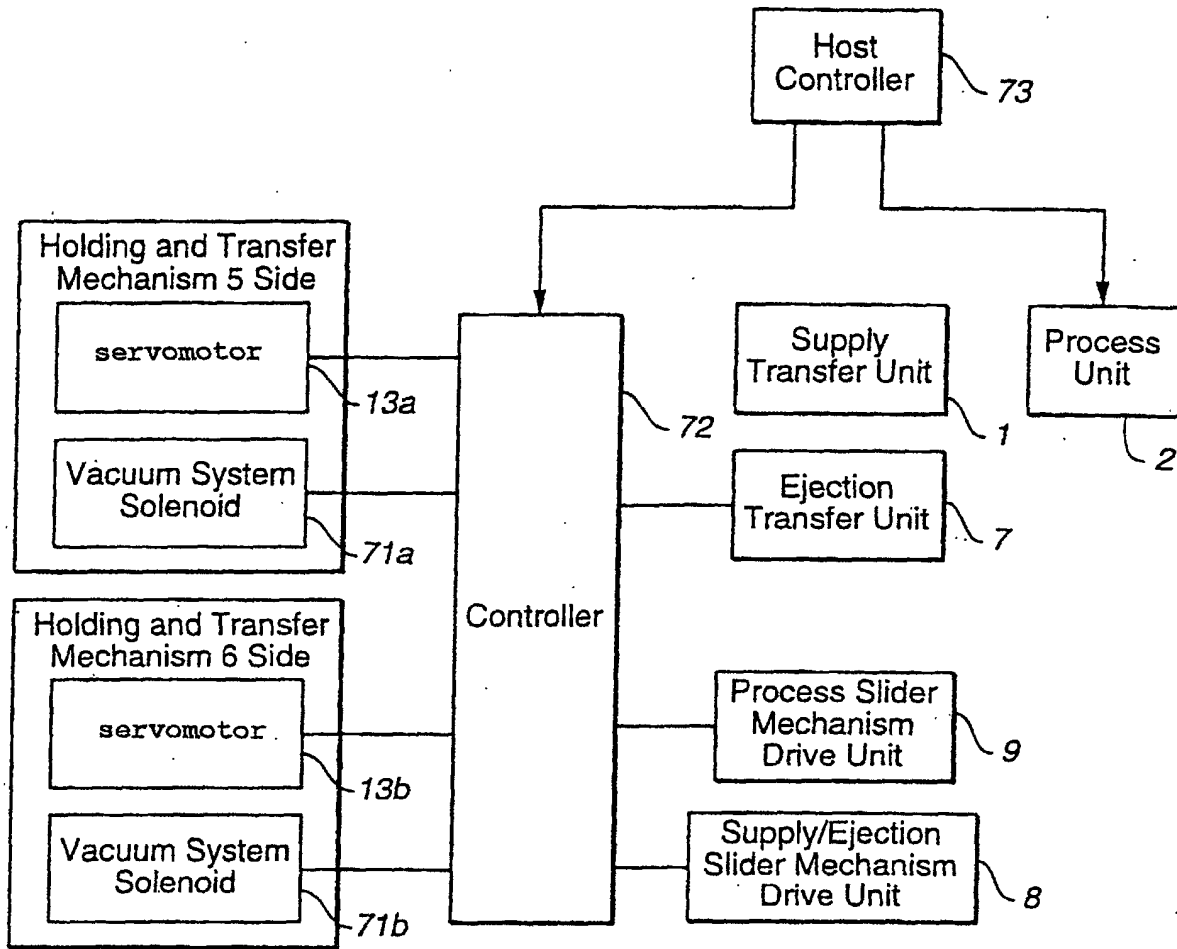 Host
Controller
73
Holding and Transfer
Mechanism 5 Side
servomotor
13a
Vacuum System
Solenoid
71a
Holding and Transfer
Mechanism 6 Side
servomotor
13b
Vacuum System
Solenoid
71b
Controller
72
Supply
Transfer Unit
1
Process
Unit
2
Ejection
Transfer Unit
7
Process Slider
Mechanism
Drive Unit
9
Supply/Ejection
Slider Mechanism
Drive Unit
8